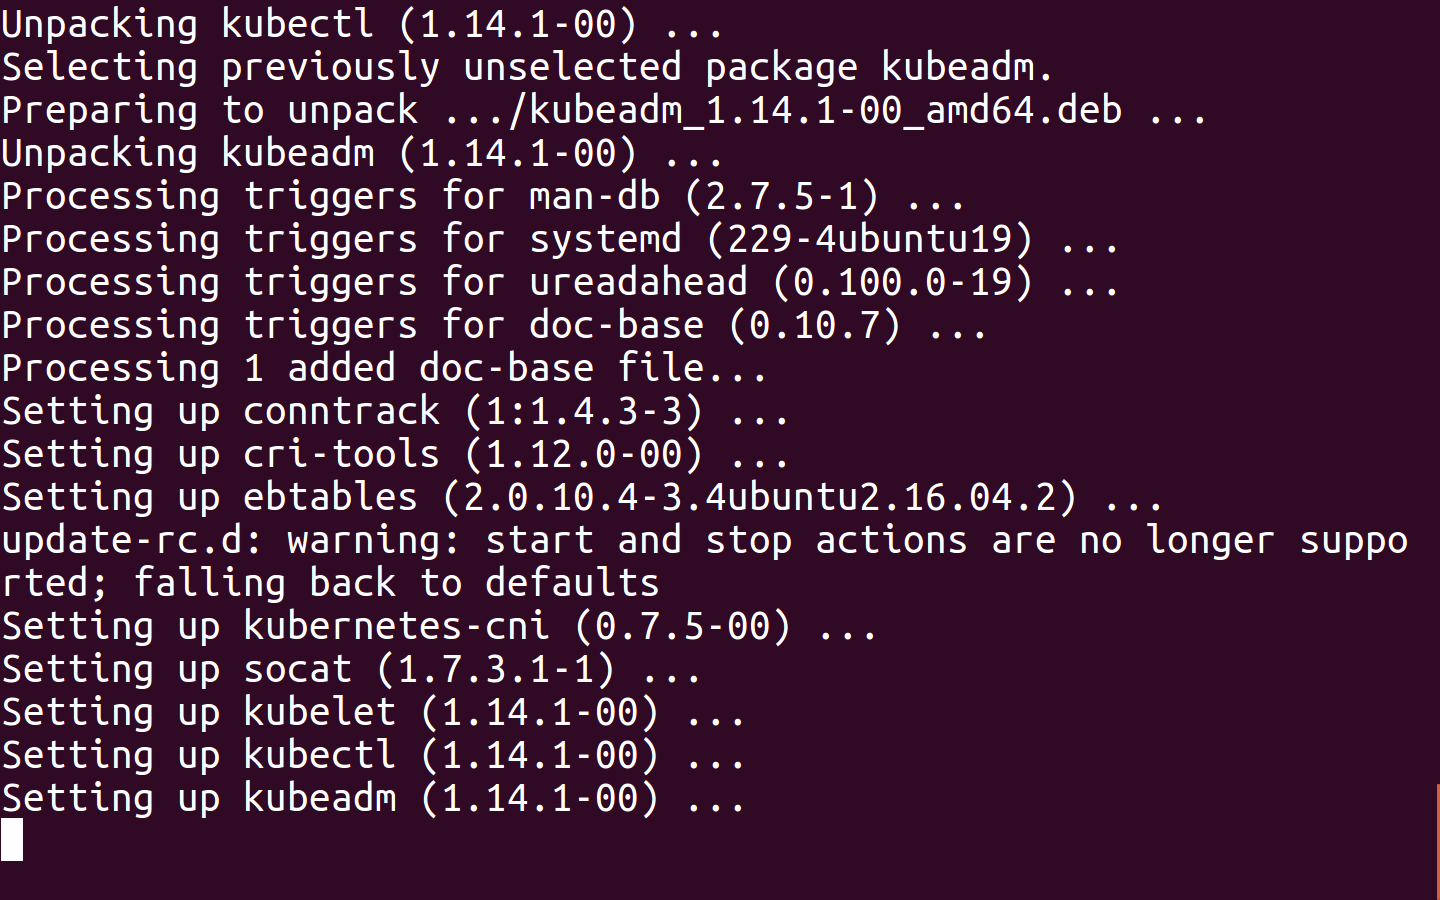 Unpacking kubectl (1.14.1-00) ...
Selecting previously unselected package kubeadm.
Preparing to unpack .../kubeadm_1.14.1-00_amd64.deb ...
Unpacking kubeadm (1.14.1-00) ...
Processing triggers for man-db (2.7.5-1) ...
Processing triggers for systemd (229-4ubuntu19) ...
Processing triggers for ureadahead (0.100.0-19) ...
Processing triggers for doc-base (0.10.7) ...
Processing 1 added doc-base file...
Setting up conntrack (1:1.4.3-3) ...
Setting up cri-tools (1.12.0-00) ...
Setting up ebtables (2.0.10.4-3.4ubuntu2.16.04.2) ...
update-rc.d: warning: start and stop actions are no longer suppo
rted; falling back to defaults
Setting up kubernetes-cni (0.7.5-00) ...
Setting up socat (1.7.3.1-1) ...
Setting up kubelet (1.14.1-00) ...
Setting up kubectl (1.14.1-00) ...
Setting up kubeadm (1.14.1-00) ...